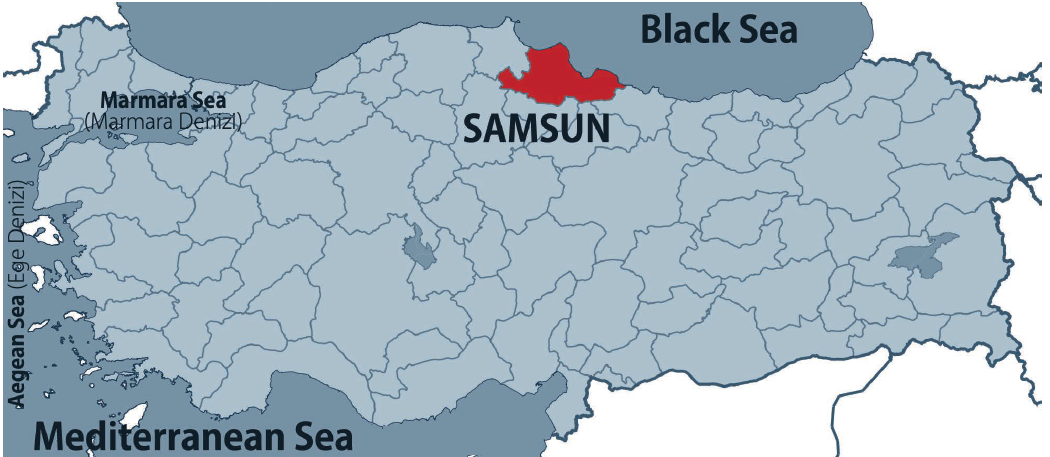 Black Sea
Marmara Sea
(Marmara Denizi)
SAMSUN
Aegean Sea (Ege Denizi)
Mediterranean Sea